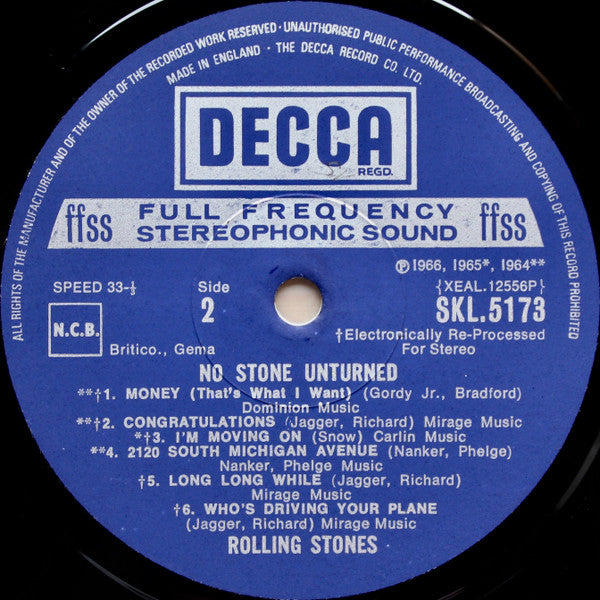 ALL RIGHTS OF THE MANUFACTURER AND OF THE OWNER OF THE RECORDED WORK RESERVED · UNAUTHORISED PUBLIC PERFORMANCE BROADCASTING AND COPYING OF THIS RECORD PROHIBITED
MADE IN ENGLAND · THE DECCA RECORD CO. LTD.
DECCA
REGD.
ffss FULL FREQUENCY ffss
STEREOPHONIC SOUND
℗1966, 1965*, 1964**
SPEED 33-⅓ Side {XEAL.12556P}
2 SKL.5173
N.C.B. †Electronically Re-Processed
Britico., Gema For Stereo
NO STONE UNTURNED
**†1. MONEY (That's What I Want) (Gordy Jr., Bradford)
Dominion Music
**†2. CONGRATULATIONS (Jagger, Richard) Mirage Music
*†3. I'M MOVING ON (Snow) Carlin Music
**4. 2120 SOUTH MICHIGAN AVENUE (Nanker, Phelge)
Nanker, Phelge Music
†5. LONG LONG WHILE (Jagger, Richard)
Mirage Music
†6. WHO'S DRIVING YOUR PLANE
(Jagger, Richard) Mirage Music
ROLLING STONES